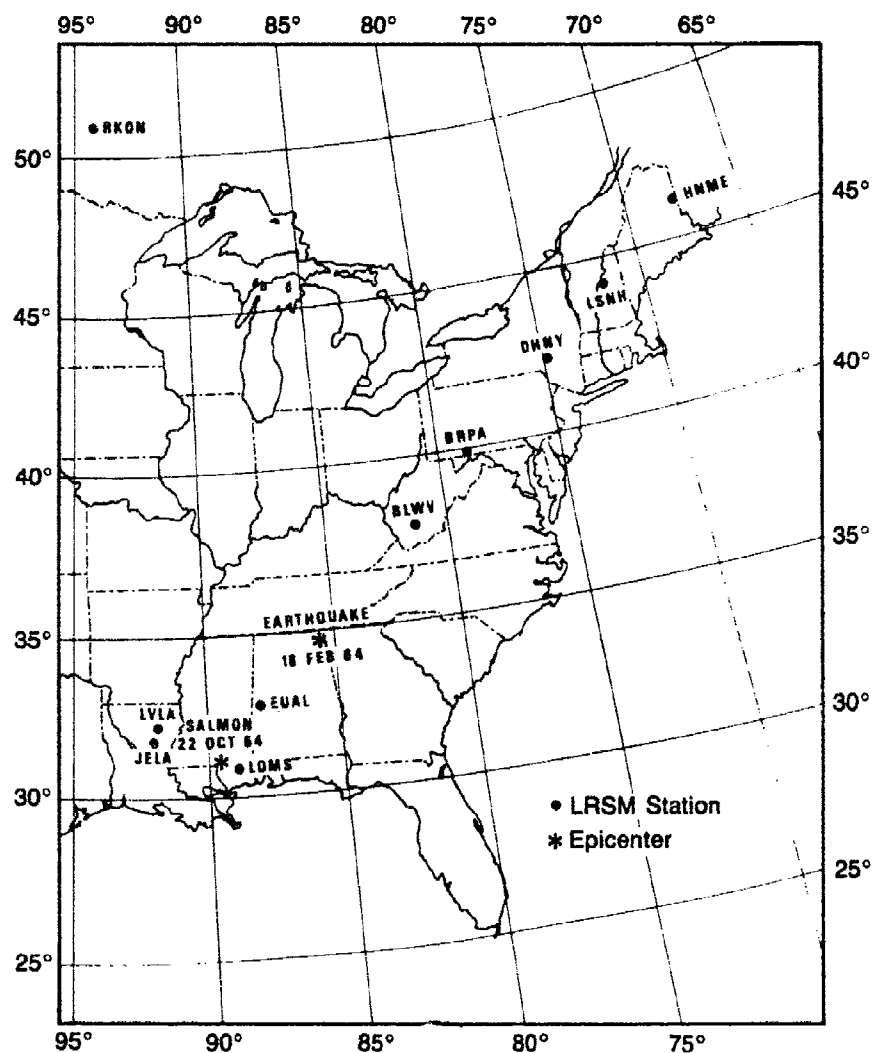 95° 90° 85° 80° 75° 70° 65°
RKON
50°
HNME
45°
LSNH
45°
DHNY
40°
BRPA
40°
BLWV
35°
EARTHQUAKE
35°
18 FEB 64
EUAL
30°
LVLA
SALMON
22 OCT 64
JELA
LDMS
30°
LRSM Station
Epicenter
25°
25°
95° 90° 85° 80° 75°